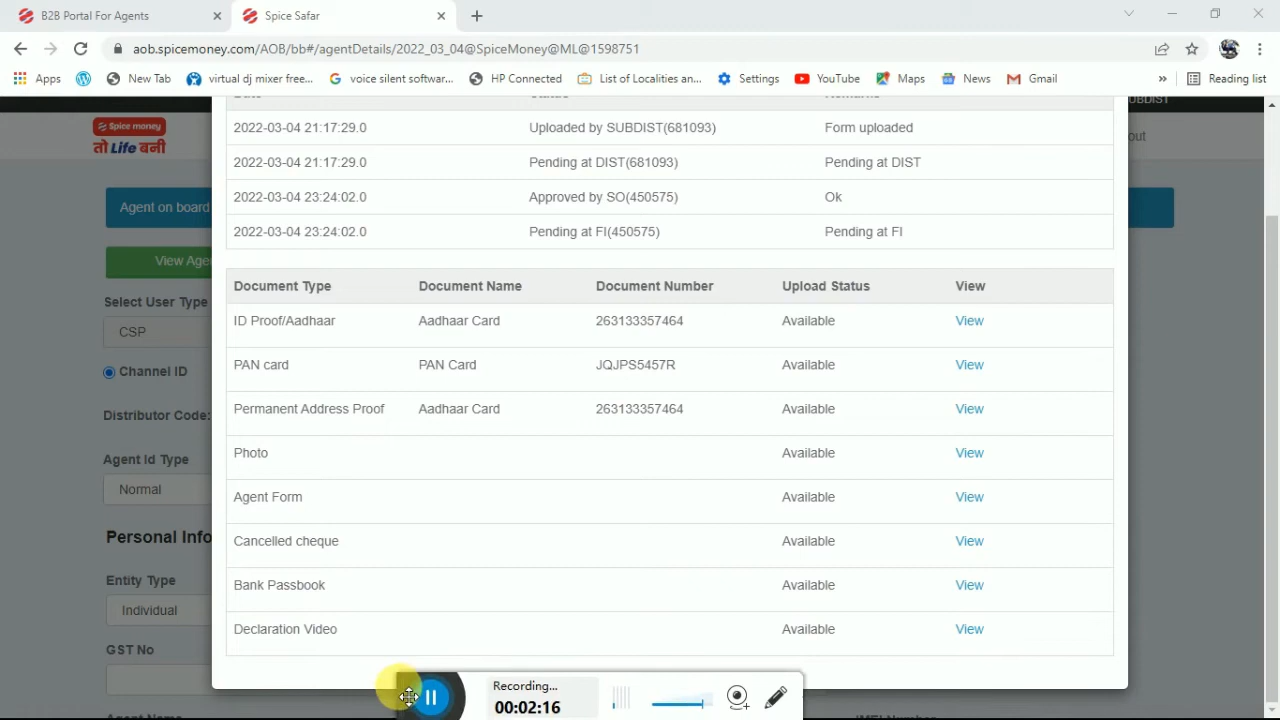 B2B Portal For Agents
Spice Safar
aob.spicemoney.com/AOB/bb#/agentDetails/2022_03_04@SpiceMoney@ML@1598751
Apps New Tab virtual dj mixer free... voice silent softwar... HP Connected List of Localities an... Settings YouTube Maps News Gmail » Reading list
SUBDIST
Spice money
तो Life बनी
out
2022-03-04 21:17:29.0 Uploaded by SUBDIST(681093) Form uploaded
2022-03-04 21:17:29.0 Pending at DIST(681093) Pending at DIST
2022-03-04 23:24:02.0 Approved by SO(450575) Ok
2022-03-04 23:24:02.0 Pending at FI(450575) Pending at FI
Agent on board
View Age
Select User Type
CSP
Channel ID
Distributor Code:
Agent Id Type
Normal
Personal Info
Entity Type
Individual
GST No
Document Type Document Name Document Number Upload Status View
ID Proof/Aadhaar Aadhaar Card 263133357464 Available View
PAN card PAN Card JQJPS5457R Available View
Permanent Address Proof Aadhaar Card 263133357464 Available View
Photo Available View
Agent Form Available View
Cancelled cheque Available View
Bank Passbook Available View
Declaration Video Available View
Recording...
00:02:16